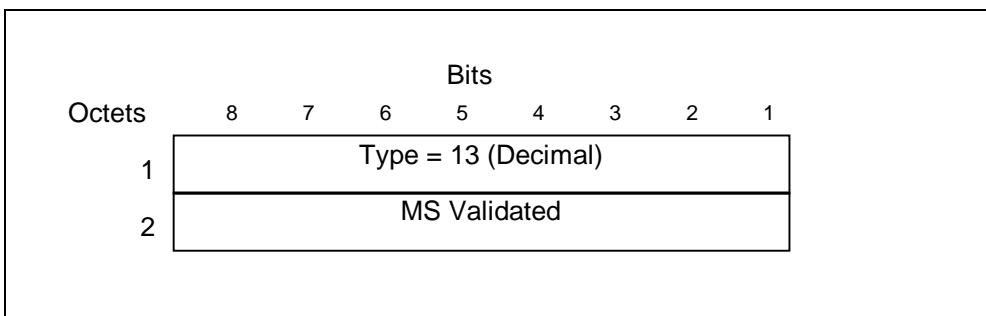 Bits
Octets 8 7 6 5 4 3 2 1
1 Type = 13 (Decimal)
2 MS Validated